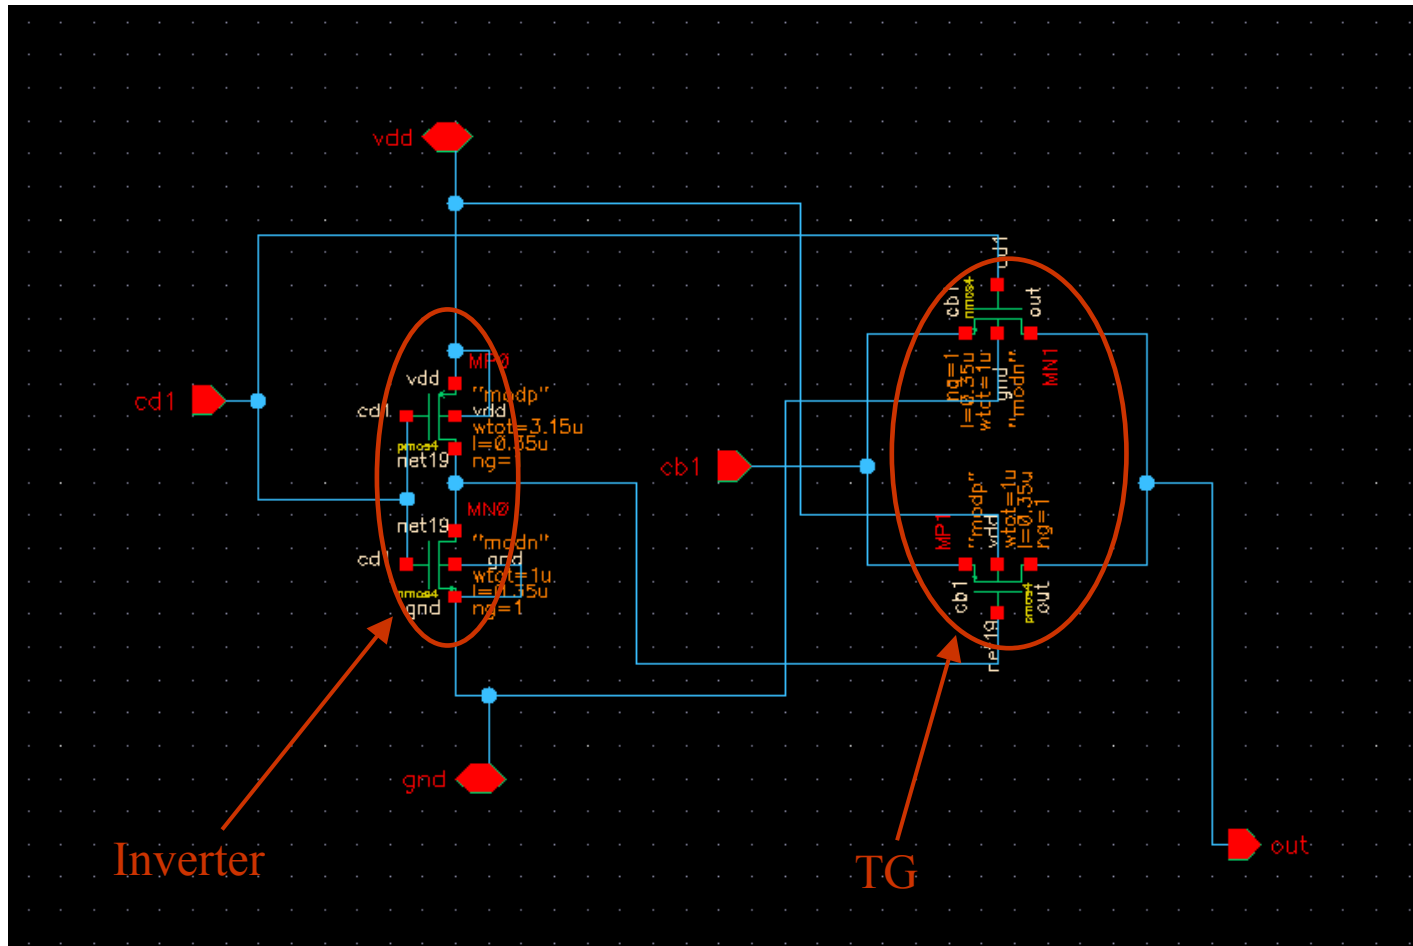 vdd
cd1
MP0
vdd
"modp"
cd1
vdd
wtot=3.15u
l=0.35u
pmos4
net19
ng=
MN0
net19
"modn"
cd
gnd
wtot=1u
l=0.35u
nmos4
gnd
ng=1
gnd
Inverter
cb1
cd1
cb1
nmos4
out
ng=1
l=0.35u
wtot=1u
gnd
"modn"
MN1
MP1
"modp"
vdd
wtot=1u
l=0.35u
ng=1
cb1
pmos4
out
net19
TG
out